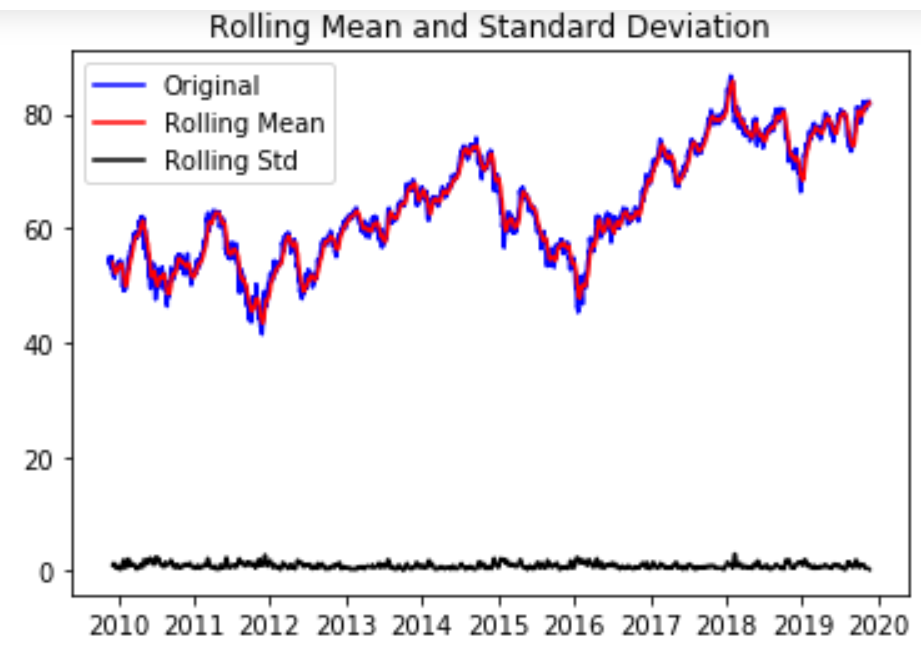 Rolling Mean and Standard Deviation
Original
Rolling Mean
Rolling Std
80
60
40
20
0
2010 2011 2012 2013 2014 2015 2016 2017 2018 2019 2020